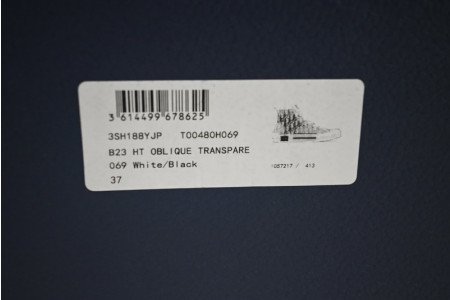 3 614499 678625
3SH188YJP T00480H069
B23 HT OBLIQUE TRANSPARE
069 White/Black
1057217 / 413
37